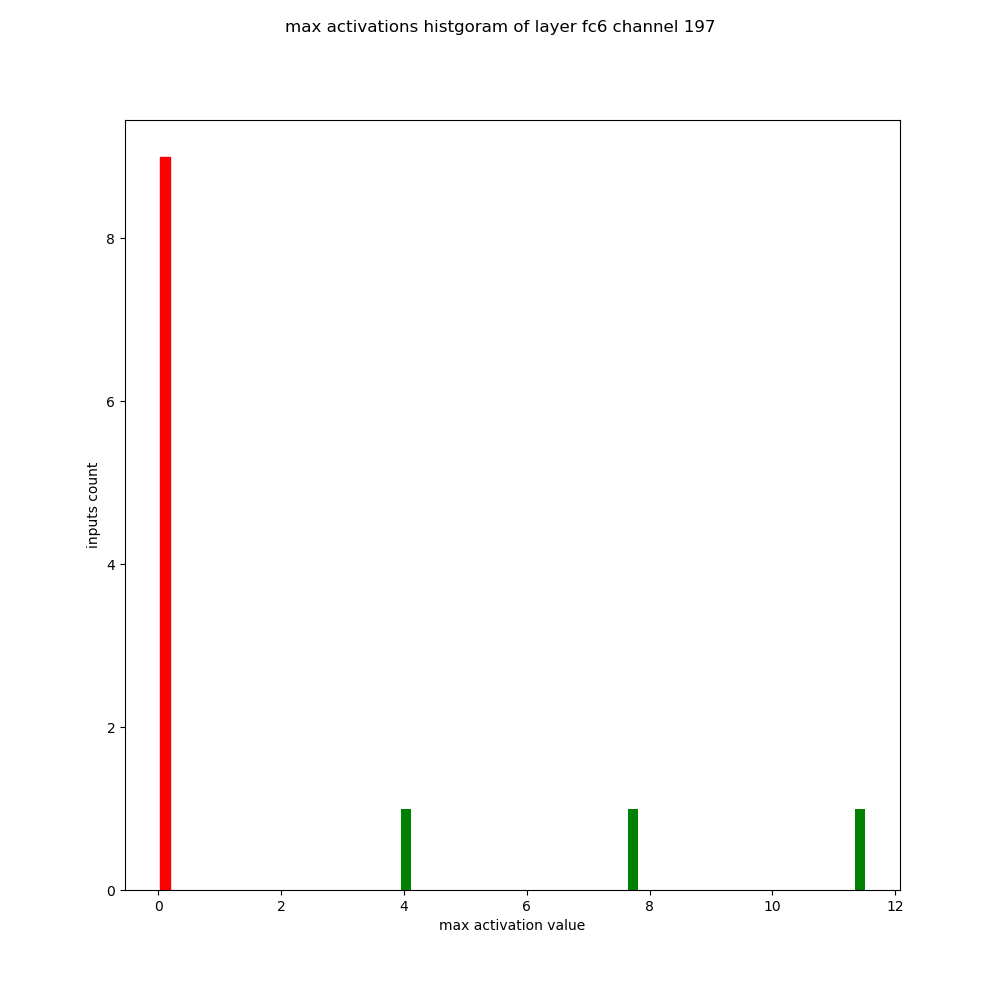 max activations histgoram of layer fc6 channel 197
8
6
4
2
0
inputs count
0 2 4 6 8 10 12
max activation value